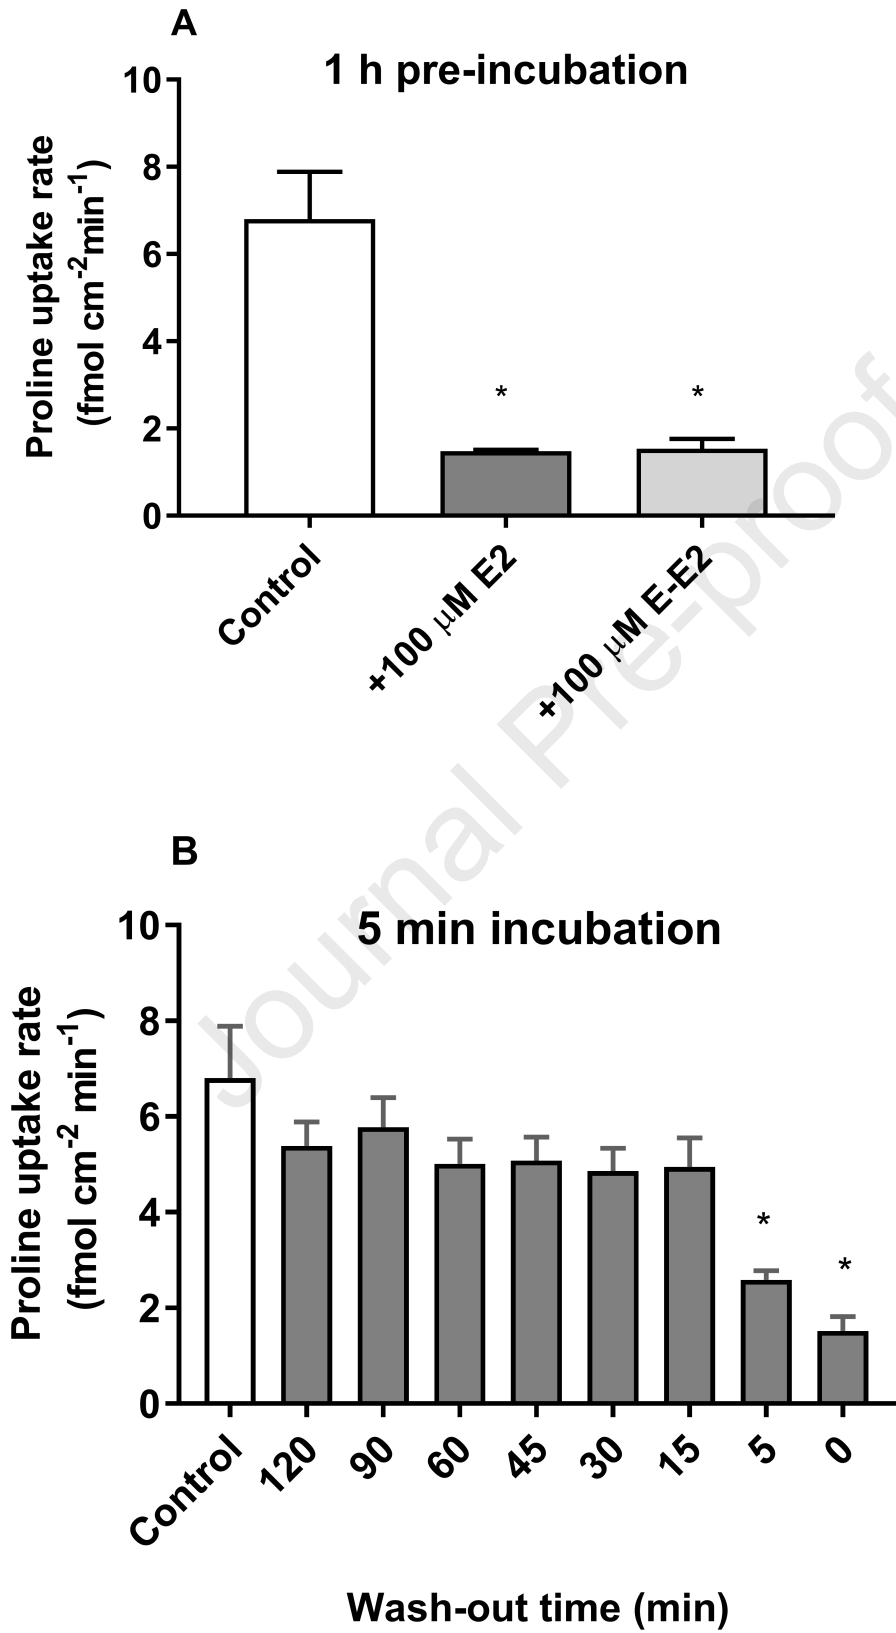 A
1 h pre-incubation
Proline uptake rate
(fmol cm⁻²min⁻¹)
10
8
6
4
2
0
*
*
Control
+100 µM E2
+100 µM E-E2
B
5 min incubation
Proline uptake rate
(fmol cm⁻² min⁻¹)
10
8
6
4
2
0
*
*
Control
120
90
60
45
30
15
5
0
Wash-out time (min)
Journal Pre-proof